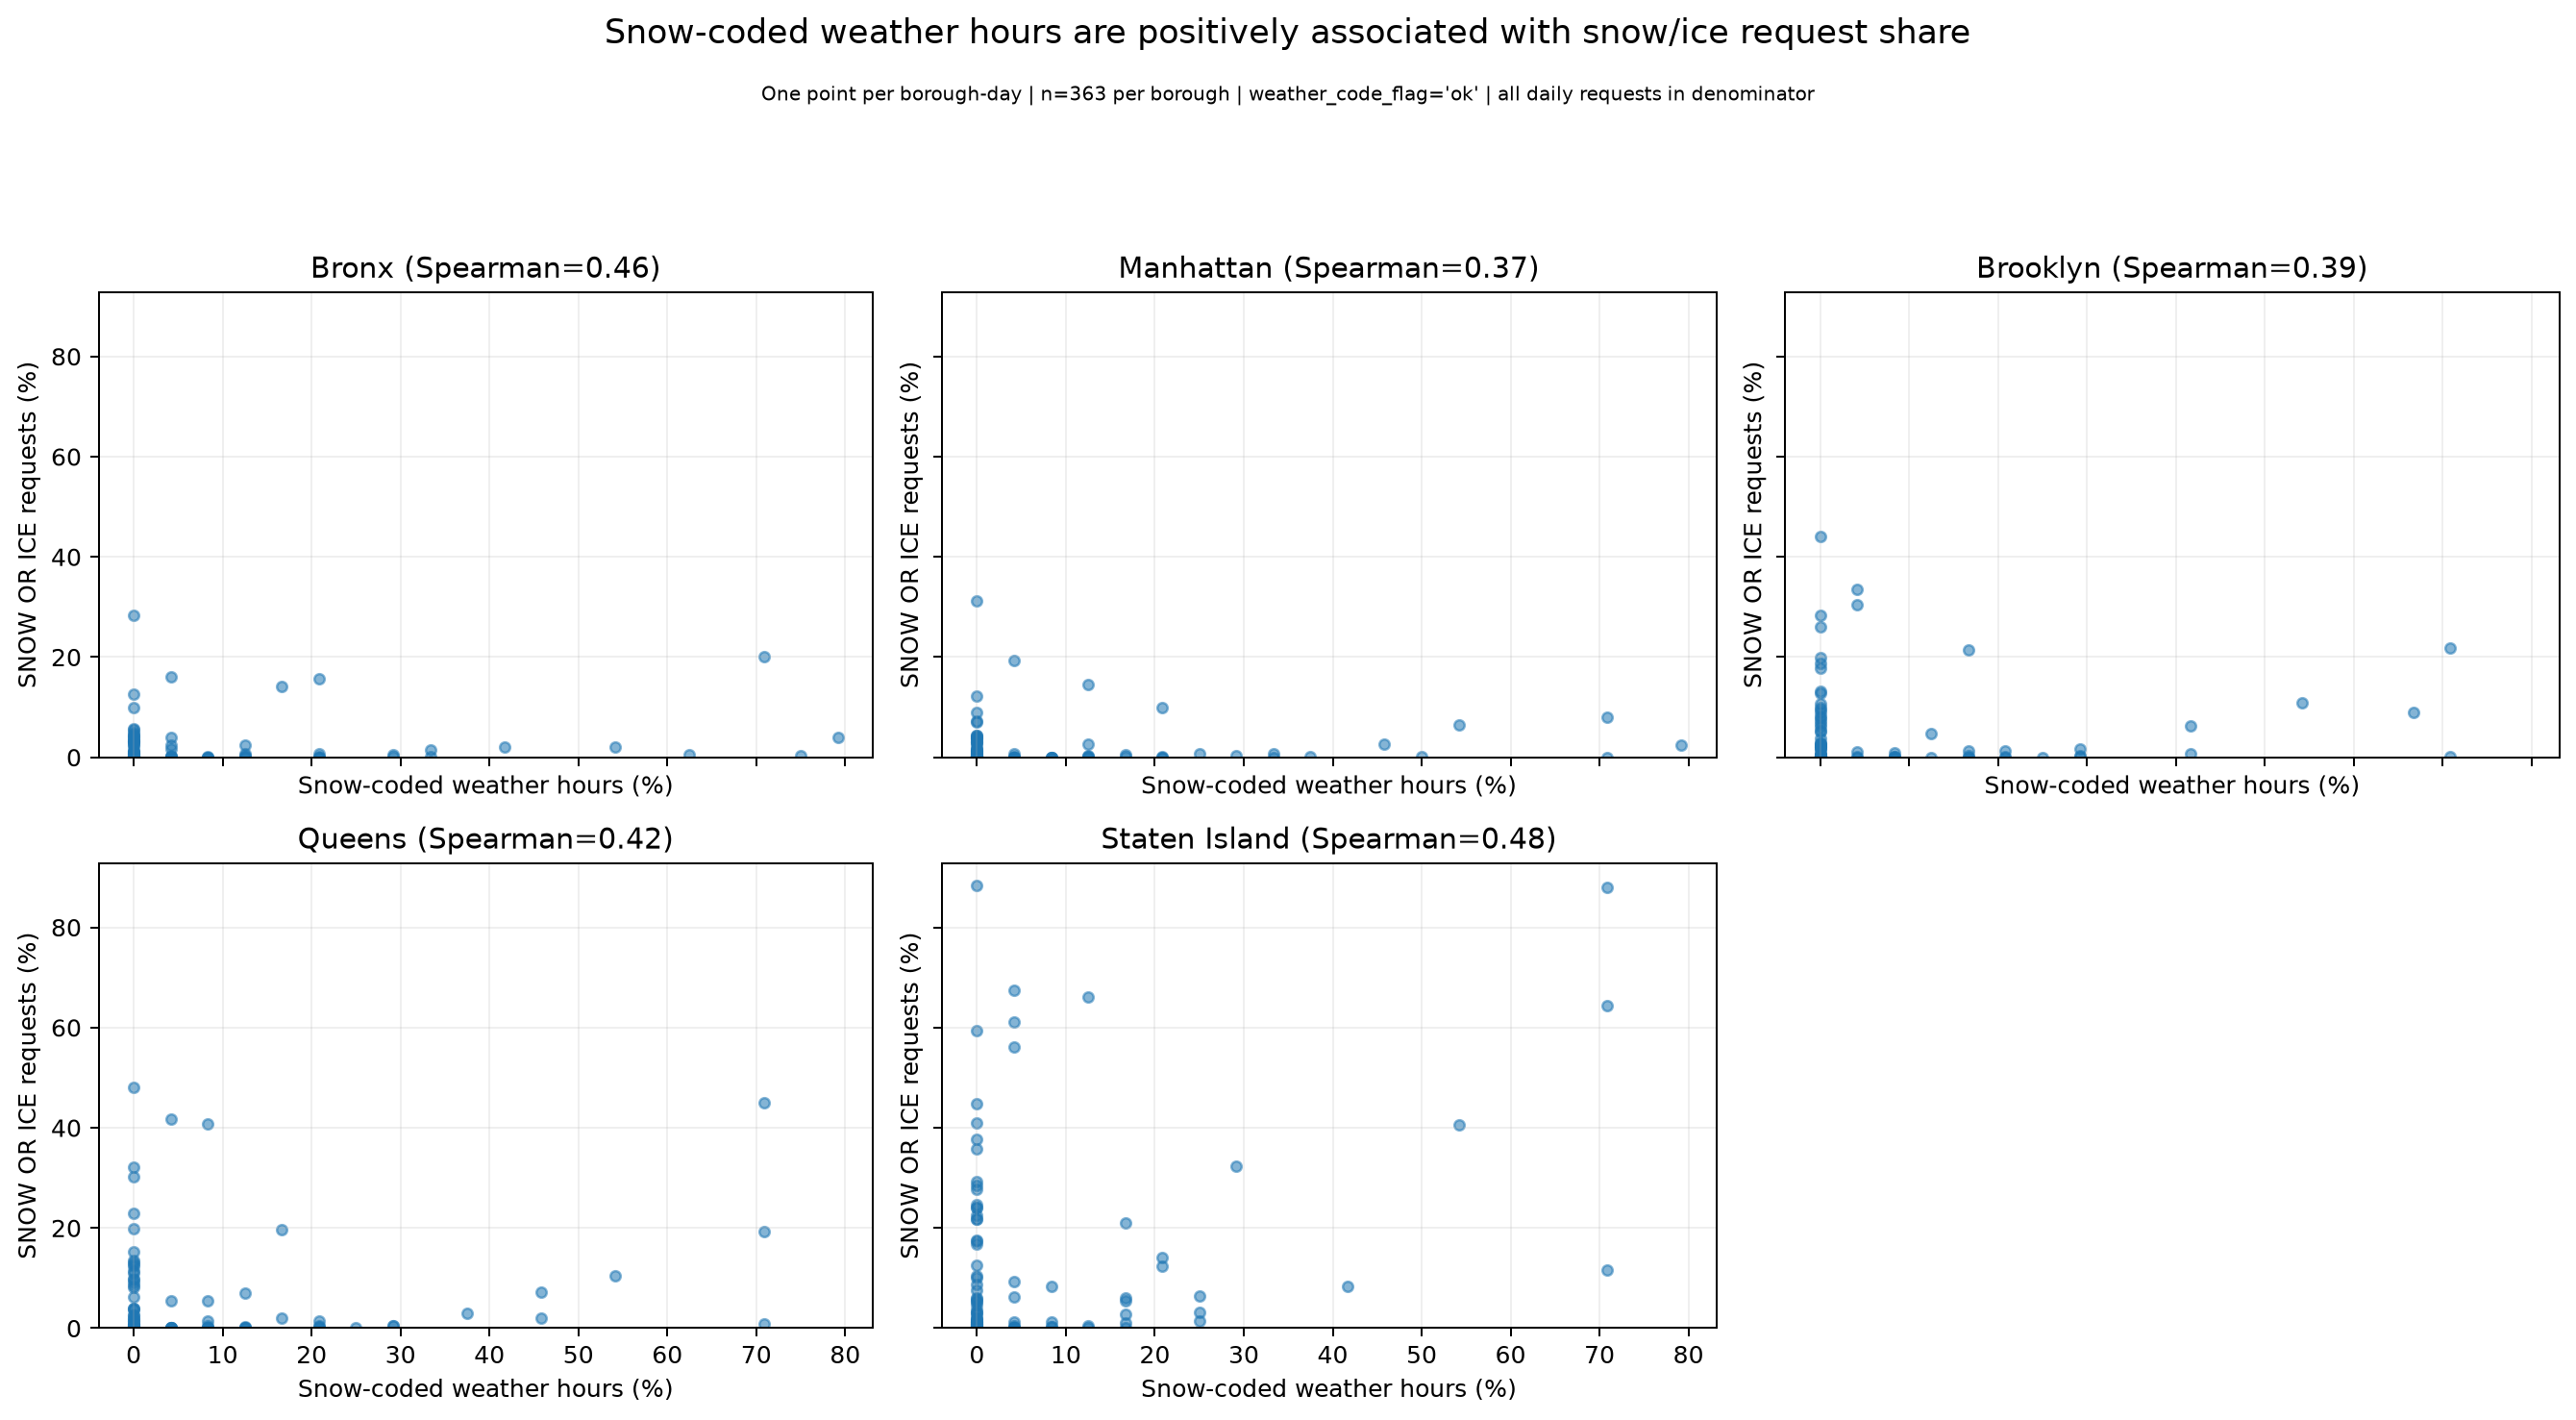 Snow-coded weather hours are positively associated with snow/ice request share
One point per borough-day | n=363 per borough | weather_code_flag='ok' | all daily requests in denominator
Bronx (Spearman=0.46)
SNOW OR ICE requests (%)
80
60
40
20
0
Snow-coded weather hours (%)
Manhattan (Spearman=0.37)
SNOW OR ICE requests (%)
Snow-coded weather hours (%)
Brooklyn (Spearman=0.39)
SNOW OR ICE requests (%)
Snow-coded weather hours (%)
Queens (Spearman=0.42)
SNOW OR ICE requests (%)
80
60
40
20
0
0 10 20 30 40 50 60 70 80
Snow-coded weather hours (%)
Staten Island (Spearman=0.48)
SNOW OR ICE requests (%)
0 10 20 30 40 50 60 70 80
Snow-coded weather hours (%)